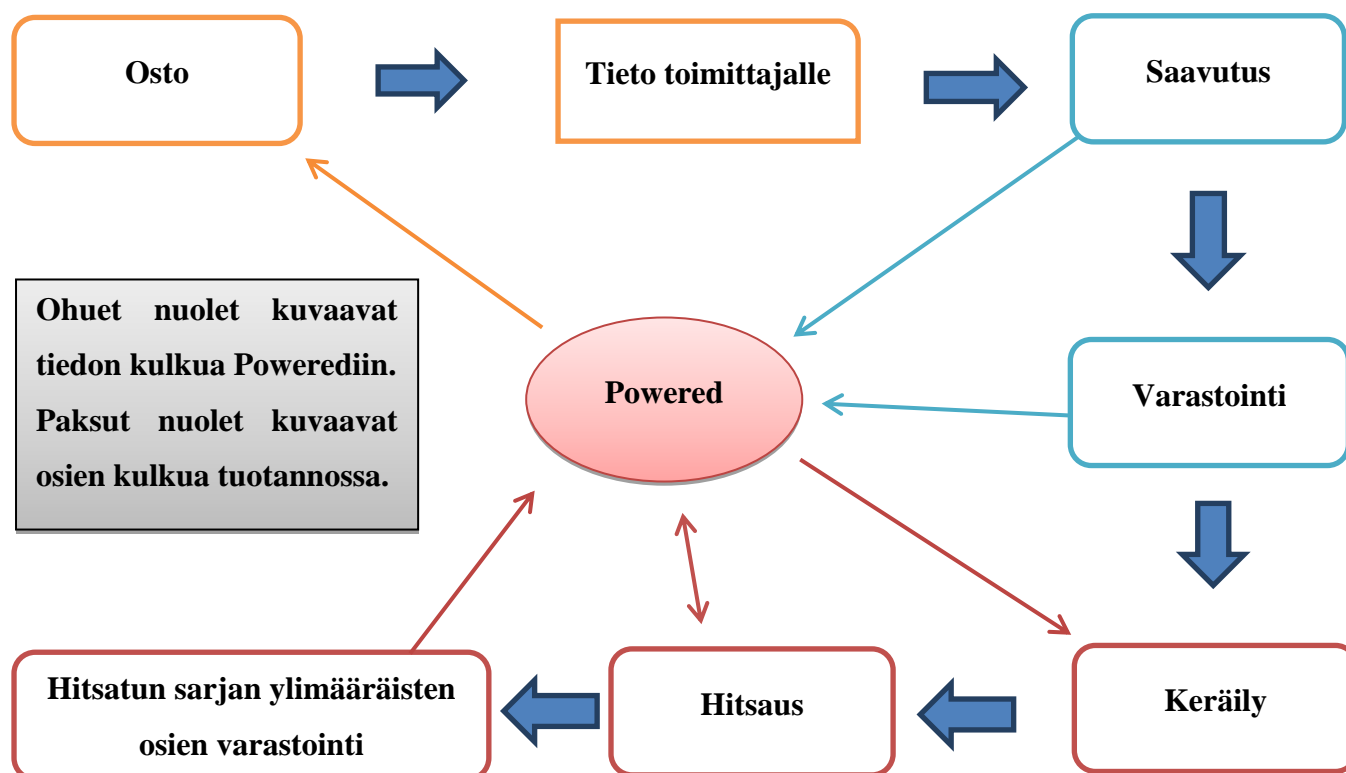 Osto
Tieto toimittajalle
Saavutus
Ohuet nuolet kuvaavat
tiedon kulkua Powerediin.
Paksut nuolet kuvaavat
osien kulkua tuotannossa.
Powered
Varastointi
Hitsatun sarjan ylimääräisten
osien varastointi
Hitsaus
Keräily